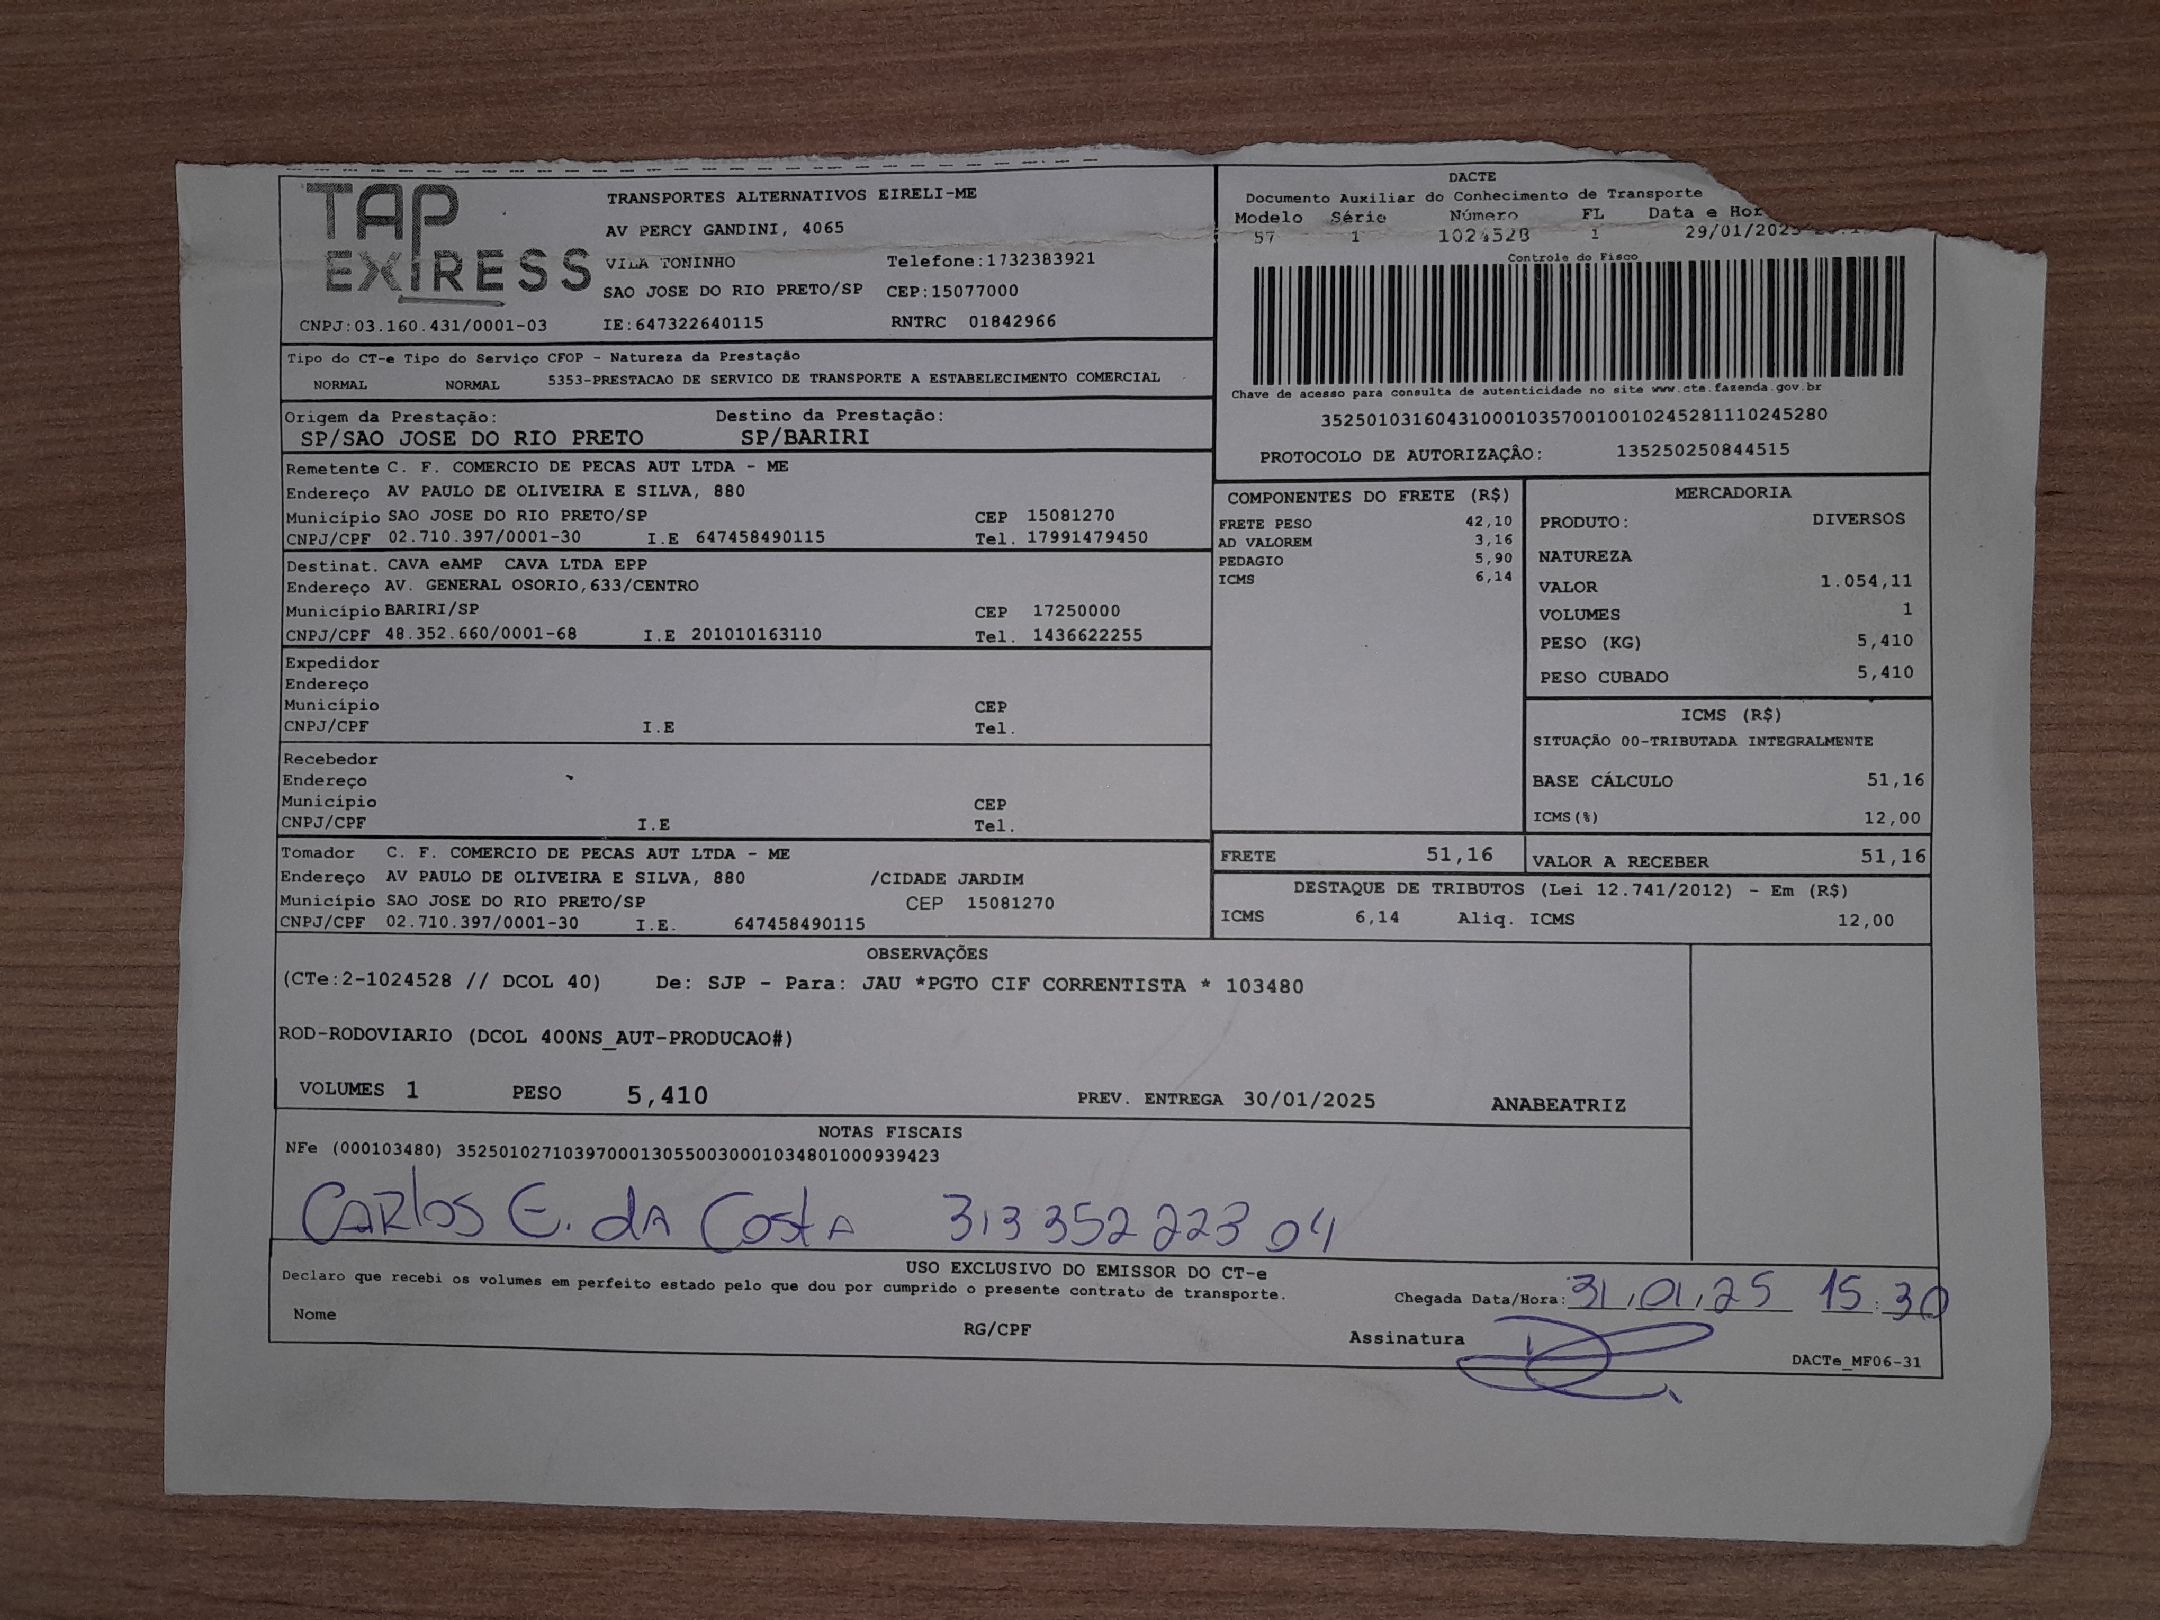 TAP
EXPRESS
TRANSPORTES ALTERNATIVOS EIRELI-ME
AV PERCY GANDINI, 4065
VILA TONINHO Telefone:1732383921
SAO JOSE DO RIO PRETO/SP CEP:15077000
CNPJ:03.160.431/0001-03 IE:647322640115 RNTRC 01842966
DACTE
Documento Auxiliar do Conhecimento de Transporte
Modelo Série Número FL Data e Hor
57 1 1024528 1 29/01/2025
Controle do Fisco
Chave de acesso para consulta de autenticidade no site www.cte.fazenda.gov.br
35250103160431000103570010010245281110245280
PROTOCOLO DE AUTORIZAÇÃO: 135250250844515
Tipo do CT-e Tipo do Serviço CFOP - Natureza da Prestação
NORMAL NORMAL 5353-PRESTACAO DE SERVICO DE TRANSPORTE A ESTABELECIMENTO COMERCIAL
Origem da Prestação: Destino da Prestação:
SP/SAO JOSE DO RIO PRETO SP/BARIRI
Remetente C. F. COMERCIO DE PECAS AUT LTDA - ME
Endereço AV PAULO DE OLIVEIRA E SILVA, 880
Município SAO JOSE DO RIO PRETO/SP CEP 15081270
CNPJ/CPF 02.710.397/0001-30 I.E 647458490115 Tel. 17991479450
Destinat. CAVA eAMP CAVA LTDA EPP
Endereço AV. GENERAL OSORIO,633/CENTRO
Município BARIRI/SP CEP 17250000
CNPJ/CPF 48.352.660/0001-68 I.E 201010163110 Tel. 1436622255
Expedidor
Endereço
Município CEP
CNPJ/CPF I.E Tel.
Recebedor
Endereço
Município CEP
CNPJ/CPF I.E Tel.
Tomador C. F. COMERCIO DE PECAS AUT LTDA - ME
Endereço AV PAULO DE OLIVEIRA E SILVA, 880 /CIDADE JARDIM
Município SAO JOSE DO RIO PRETO/SP CEP 15081270
CNPJ/CPF 02.710.397/0001-30 I.E. 647458490115
COMPONENTES DO FRETE (R$)
FRETE PESO 42,10
AD VALOREM 3,16
PEDAGIO 5,90
ICMS 6,14
MERCADORIA
PRODUTO: DIVERSOS
NATUREZA
VALOR 1.054,11
VOLUMES 1
PESO (KG) 5,410
PESO CUBADO 5,410
ICMS (R$)
SITUAÇÃO 00-TRIBUTADA INTEGRALMENTE
BASE CÁLCULO 51,16
ICMS(%) 12,00
FRETE 51,16 VALOR A RECEBER 51,16
DESTAQUE DE TRIBUTOS (Lei 12.741/2012) - Em (R$)
ICMS 6,14 Aliq. ICMS 12,00
OBSERVAÇÕES
(CTe:2-1024528 // DCOL 40) De: SJP - Para: JAU *PGTO CIF CORRENTISTA * 103480
ROD-RODOVIARIO (DCOL 400NS_AUT-PRODUCAO#)
VOLUMES 1 PESO 5,410 PREV. ENTREGA 30/01/2025 ANABEATRIZ
NOTAS FISCAIS
NFe (000103480) 35250102710397000130550030001034801000939423
Carlos E. da Costa 313 352 223 04
USO EXCLUSIVO DO EMISSOR DO CT-e
Declaro que recebi os volumes em perfeito estado pelo que dou por cumprido o presente contrato de transporte.
Chegada Data/Hora: 31,01,25 15:30
Nome RG/CPF Assinatura
DACTe_MF06-31